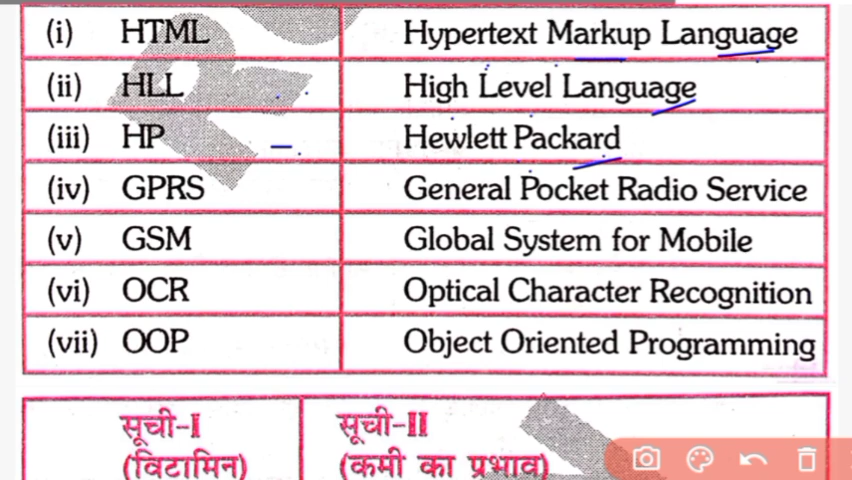 (i) HTML Hypertext Markup Language
(ii) HLL High Level Language
(iii) HP Hewlett Packard
(iv) GPRS General Pocket Radio Service
(v) GSM Global System for Mobile
(vi) OCR Optical Character Recognition
(vii) OOP Object Oriented Programming
सूची-I सूची-II
(विटामिन) (कमी का प्रभाव)